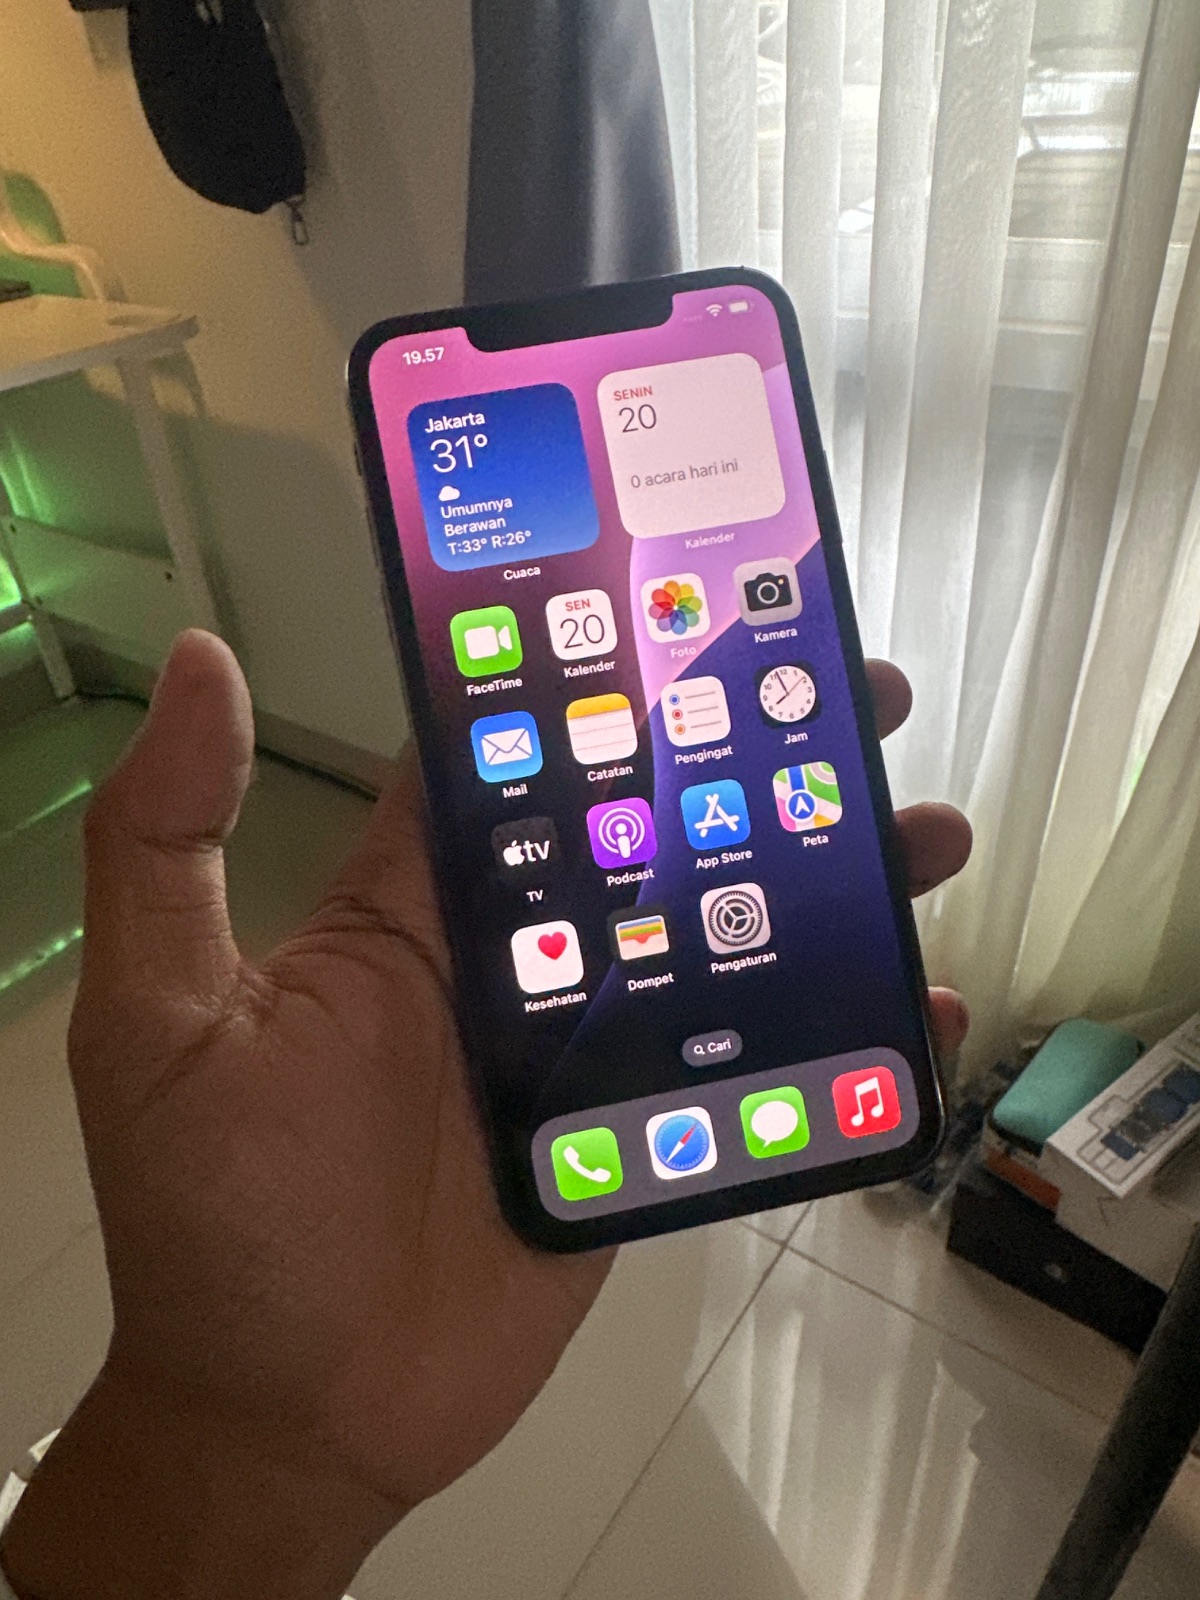 19.57
Jakarta
31°
Umumnya
Berawan
T:33° R:26°
Cuaca
SENIN
20
0 acara hari ini
Kalender
FaceTime
SEN
20
Kalender
Foto
Kamera
Mail
Catatan
Pengingat
Jam
tv
TV
Podcast
App Store
Peta
Kesehatan
Dompet
Pengaturan
Cari